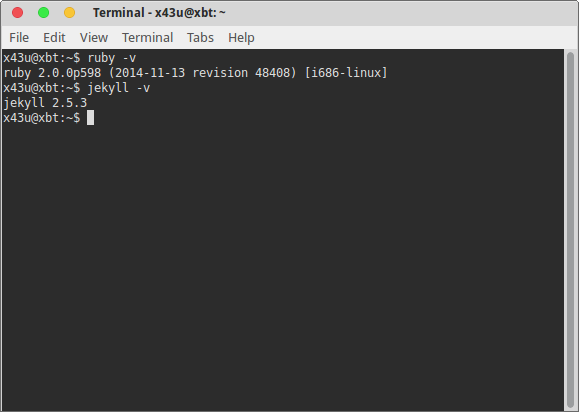 Terminal - x43u@xbt: ~
File Edit View Terminal Tabs Help
x43u@xbt:~$ ruby -v
ruby 2.0.0p598 (2014-11-13 revision 48408) [i686-linux]
x43u@xbt:~$ jekyll -v
jekyll 2.5.3
x43u@xbt:~$